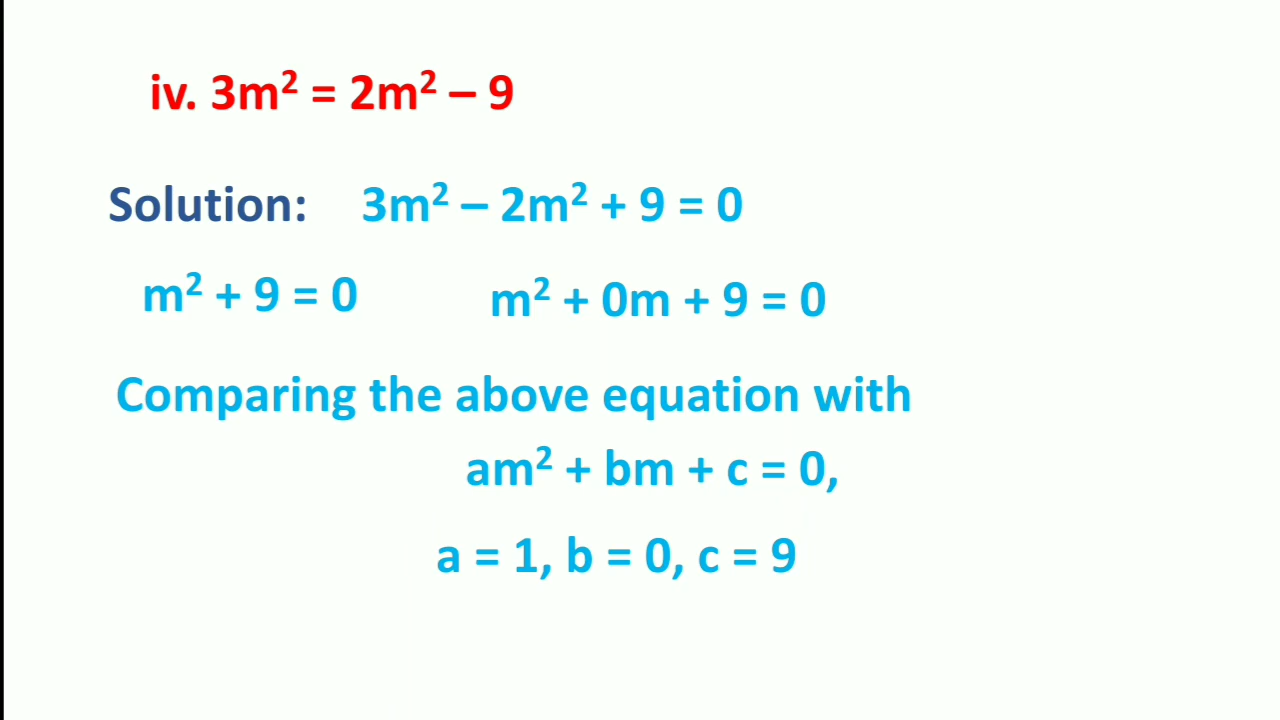 iv. 3m² = 2m² – 9
Solution: 3m² – 2m² + 9 = 0
m² + 9 = 0 m² + 0m + 9 = 0
Comparing the above equation with
am² + bm + c = 0,
a = 1, b = 0, c = 9